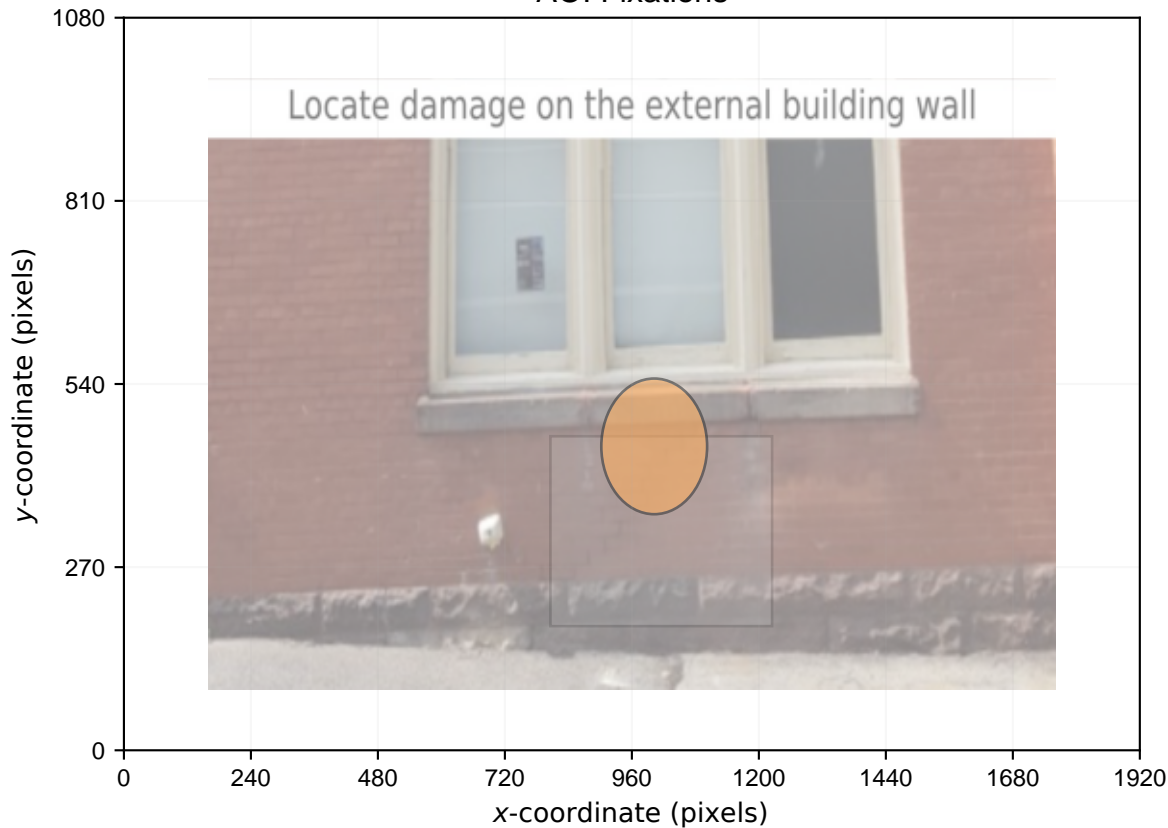 AOI Fixations
1080
Locate damage on the external building wall
810
540
270
0
y-coordinate (pixels)
0 240 480 720 960 1200 1440 1680 1920
x-coordinate (pixels)